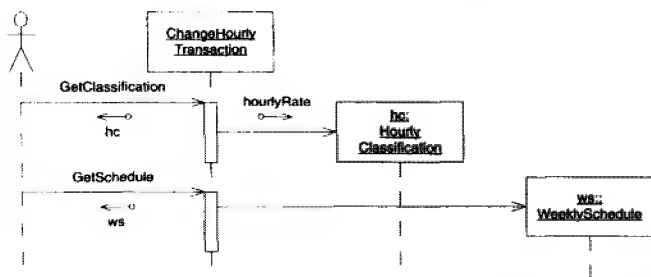 ChangeHourly
Transaction
GetClassification
hourlyRate
hc
hc:
Hourly
Classification
GetSchedule
ws
ws::
WeeklySchedule